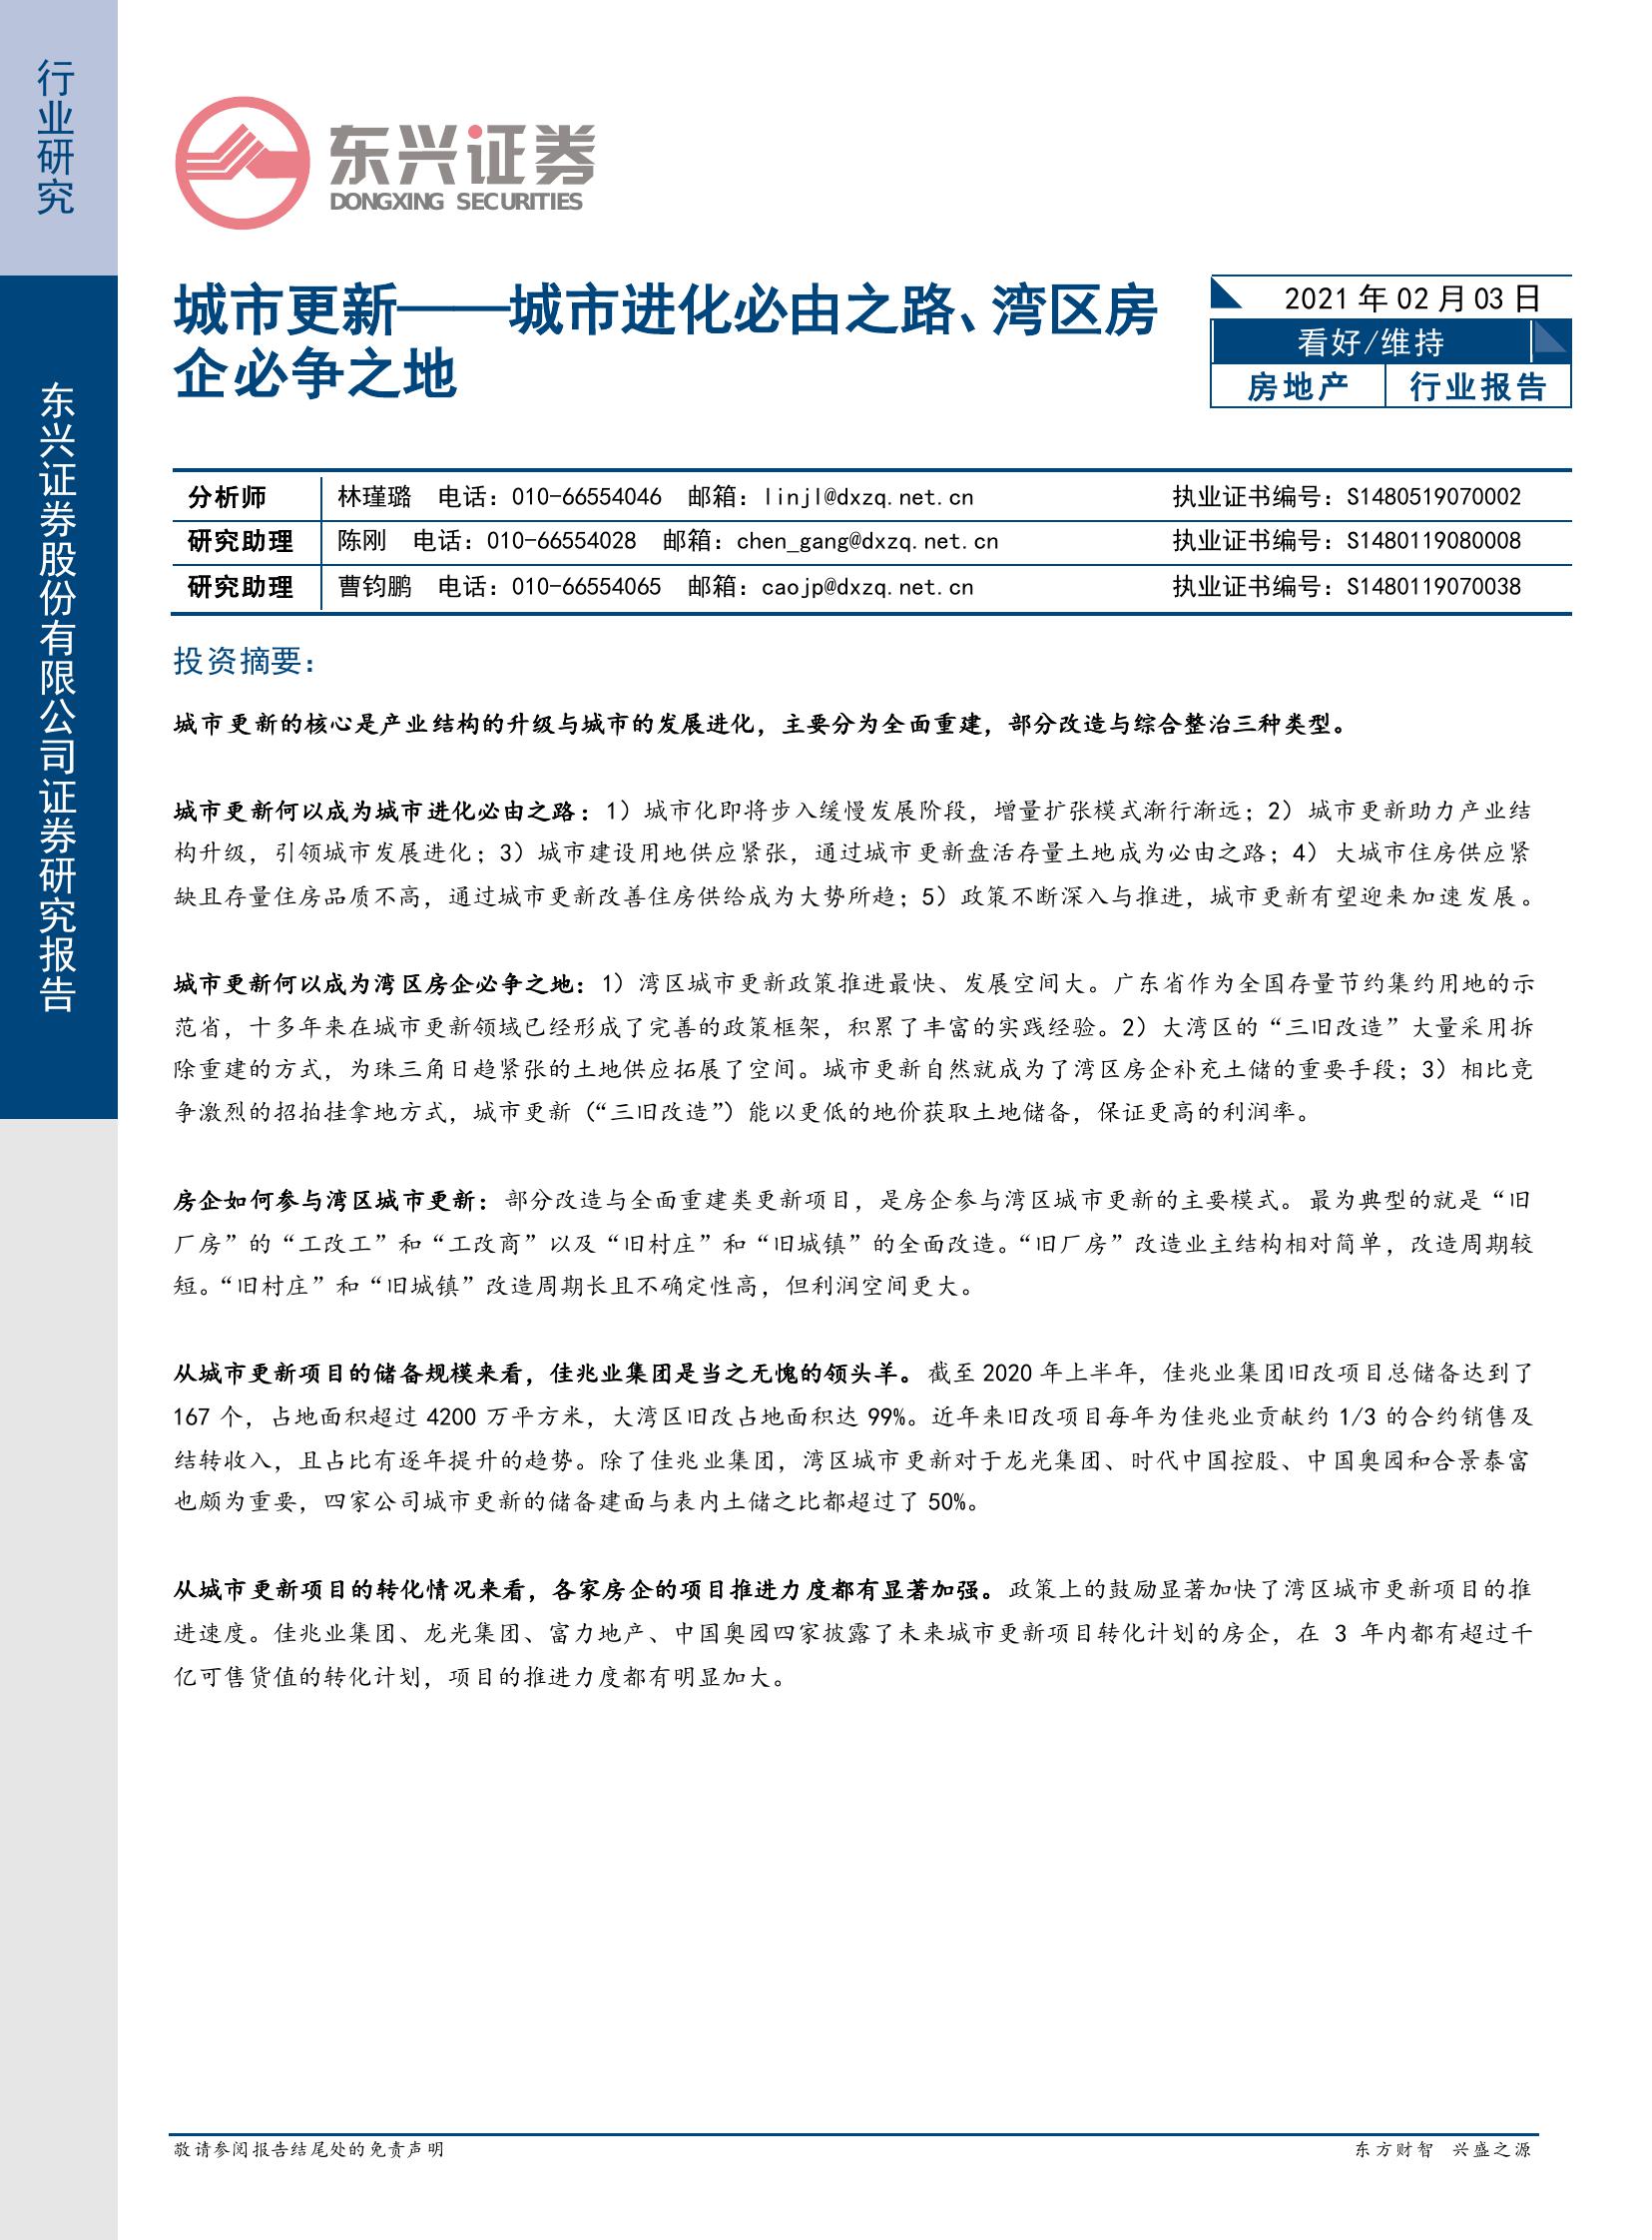 行业研究
东兴证券股份有限公司证券研究报告
东兴证券
DONGXING SECURITIES
城市更新——城市进化必由之路、湾区房
企必争之地
2021 年 02 月 03 日
看好/维持
房地产 行业报告
分析师 林瑾璐 电话：010-66554046 邮箱：linjl@dxzq.net.cn 执业证书编号：S1480519070002
研究助理 陈刚 电话：010-66554028 邮箱：chen_gang@dxzq.net.cn 执业证书编号：S1480119080008
研究助理 曹钧鹏 电话：010-66554065 邮箱：caojp@dxzq.net.cn 执业证书编号：S1480119070038
投资摘要：
城市更新的核心是产业结构的升级与城市的发展进化，主要分为全面重建，部分改造与综合整治三种类型。
城市更新何以成为城市进化必由之路：1）城市化即将步入缓慢发展阶段，增量扩张模式渐行渐远；2）城市更新助力产业结
构升级，引领城市发展进化；3）城市建设用地供应紧张，通过城市更新盘活存量土地成为必由之路；4）大城市住房供应紧
缺且存量住房品质不高，通过城市更新改善住房供给成为大势所趋；5）政策不断深入与推进，城市更新有望迎来加速发展。
城市更新何以成为湾区房企必争之地：1）湾区城市更新政策推进最快、发展空间大。广东省作为全国存量节约集约用地的示
范省，十多年来在城市更新领域已经形成了完善的政策框架，积累了丰富的实践经验。2）大湾区的“三旧改造”大量采用拆
除重建的方式，为珠三角日趋紧张的土地供应拓展了空间。城市更新自然就成为了湾区房企补充土储的重要手段；3）相比竞
争激烈的招拍挂拿地方式，城市更新（“三旧改造”）能以更低的地价获取土地储备，保证更高的利润率。
房企如何参与湾区城市更新：部分改造与全面重建类更新项目，是房企参与湾区城市更新的主要模式。最为典型的就是“旧
厂房”的“工改工”和“工改商”以及“旧村庄”和“旧城镇”的全面改造。“旧厂房”改造业主结构相对简单，改造周期较
短。“旧村庄”和“旧城镇”改造周期长且不确定性高，但利润空间更大。
从城市更新项目的储备规模来看，佳兆业集团是当之无愧的领头羊。截至 2020 年上半年，佳兆业集团旧改项目总储备达到了
167 个，占地面积超过 4200 万平方米，大湾区旧改占地面积达 99%。近年来旧改项目每年为佳兆业贡献约 1/3 的合约销售及
结转收入，且占比有逐年提升的趋势。除了佳兆业集团，湾区城市更新对于龙光集团、时代中国控股、中国奥园和合景泰富
也颇为重要，四家公司城市更新的储备建面与表内土储之比都超过了 50%。
从城市更新项目的转化情况来看，各家房企的项目推进力度都有显著加强。政策上的鼓励显著加快了湾区城市更新项目的推
进速度。佳兆业集团、龙光集团、富力地产、中国奥园四家披露了未来城市更新项目转化计划的房企，在 3 年内都有超过千
亿可售货值的转化计划，项目的推进力度都有明显加大。
敬请参阅报告结尾处的免责声明 东方财智 兴盛之源